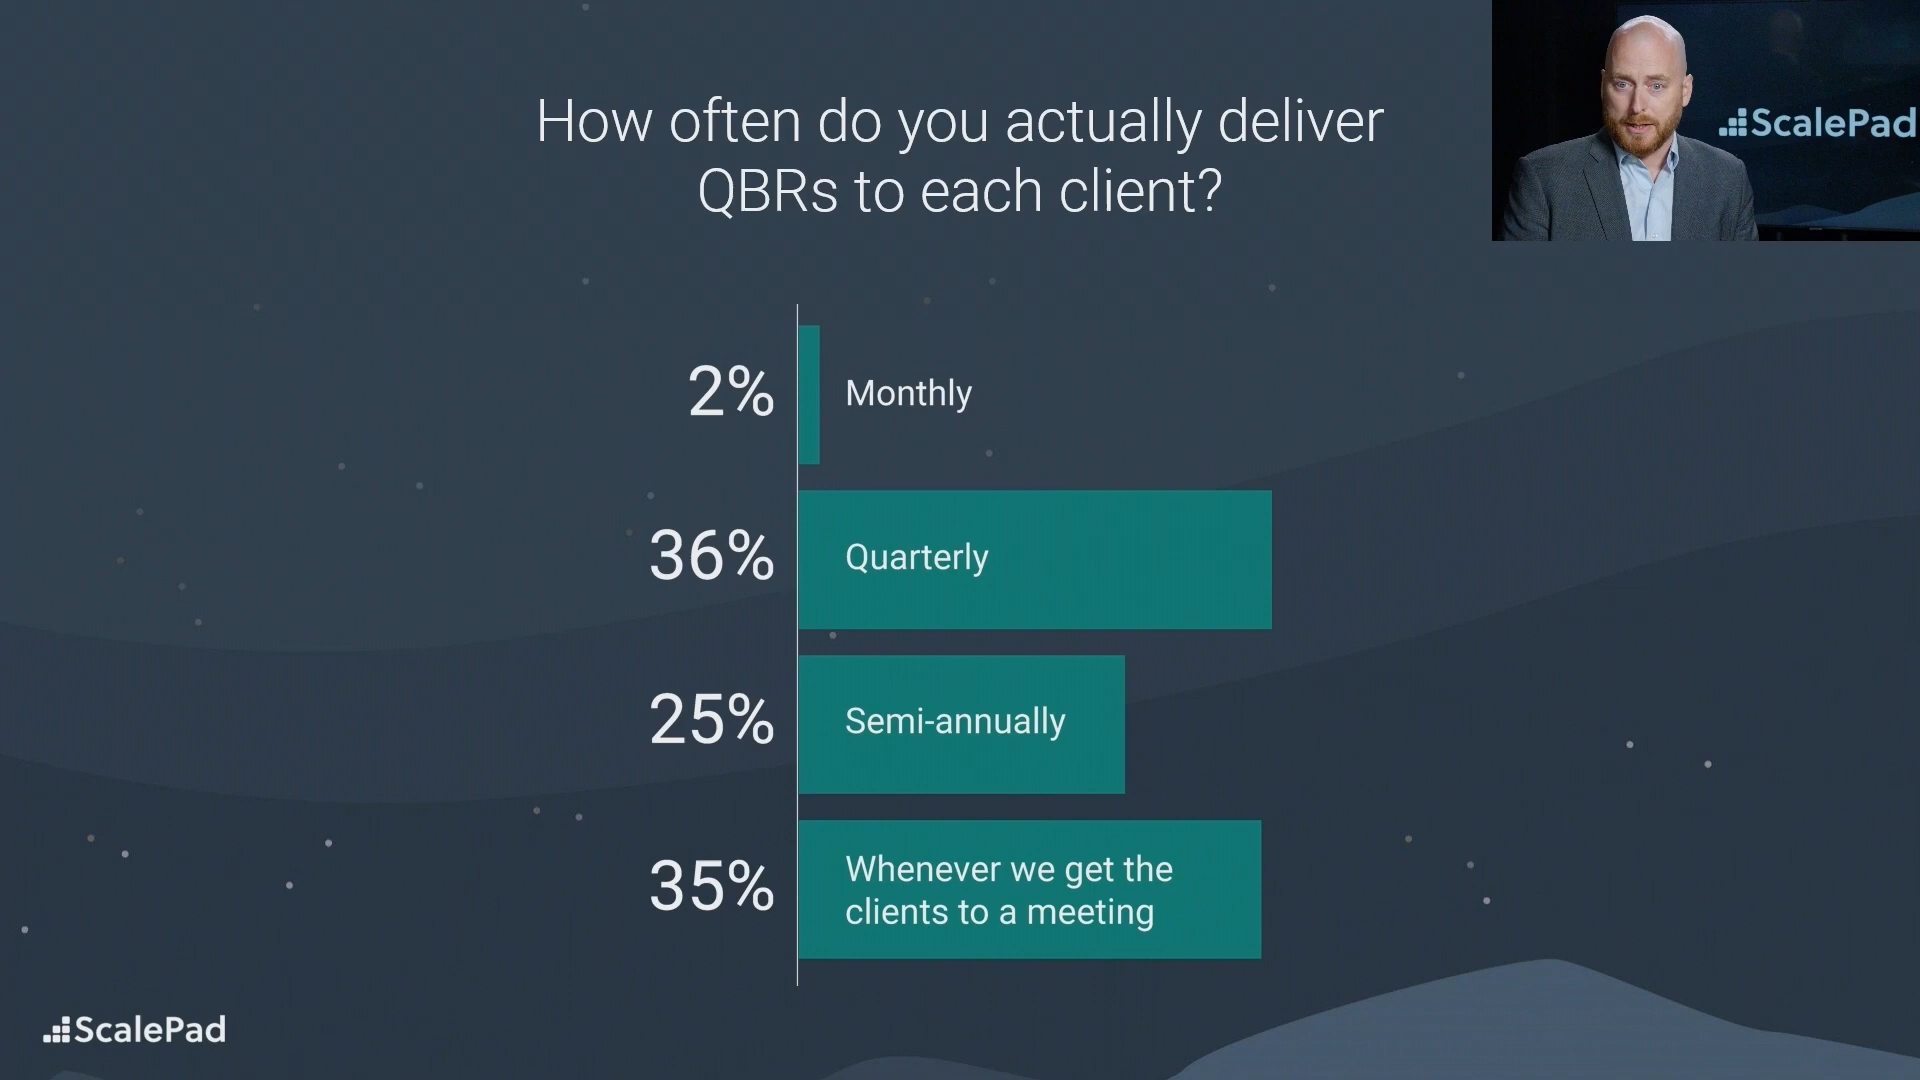 How often do you actually deliver
QBRs to each client?
ScalePad
2% Monthly
36% Quarterly
25% Semi-annually
35% Whenever we get the
clients to a meeting
ScalePad